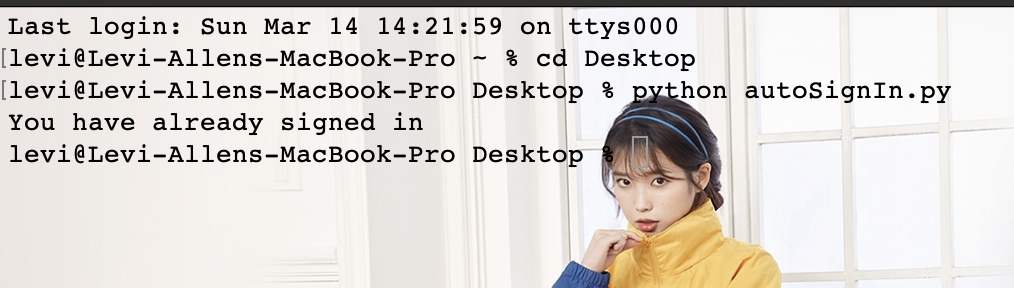 Last login: Sun Mar 14 14:21:59 on ttys000
[levi@Levi-Allens-MacBook-Pro ~ % cd Desktop
[levi@Levi-Allens-MacBook-Pro Desktop % python autoSignIn.py
You have already signed in
levi@Levi-Allens-MacBook-Pro Desktop %